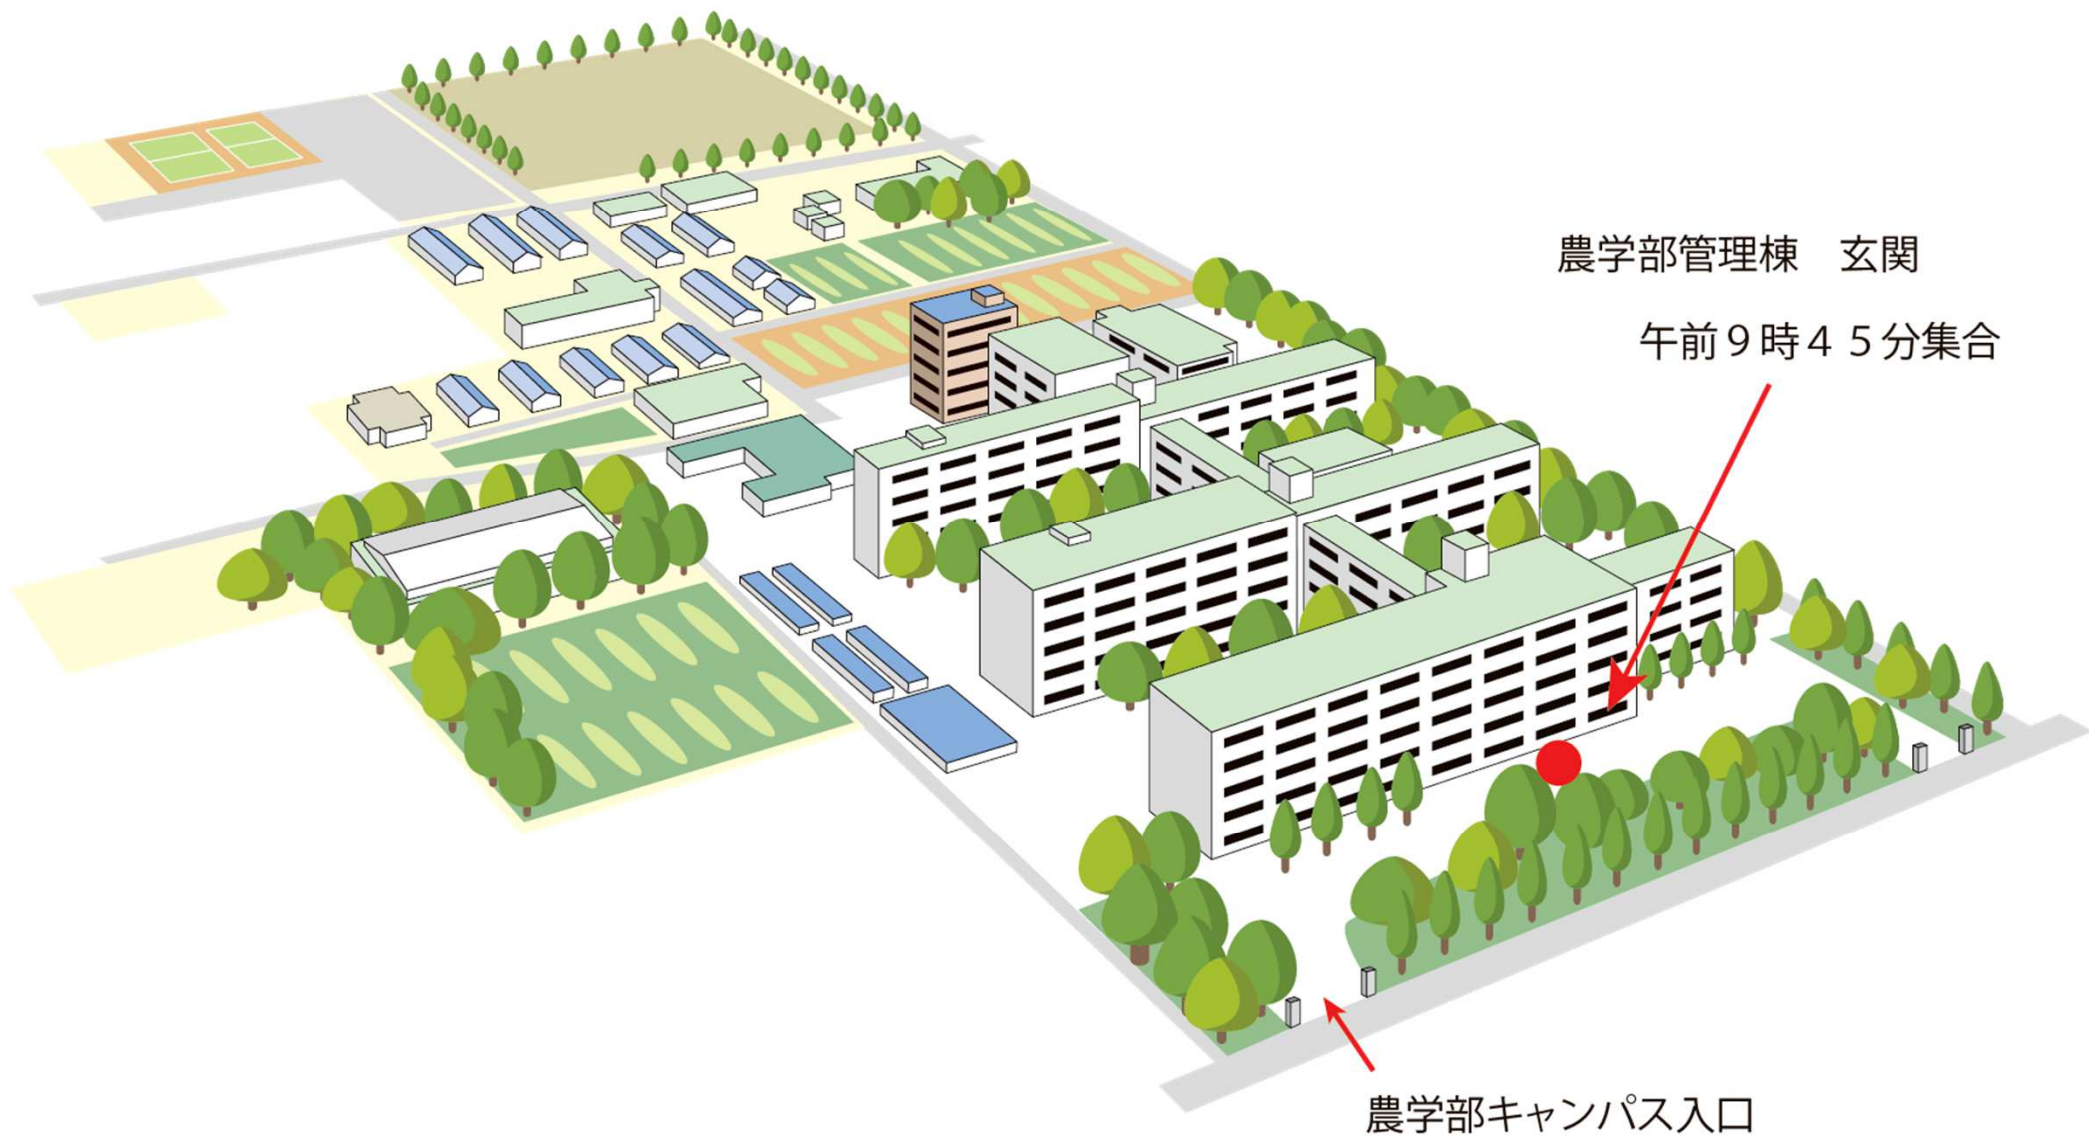 農学部管理棟　玄関
午前９時４５分集合
農学部キャンパス入口